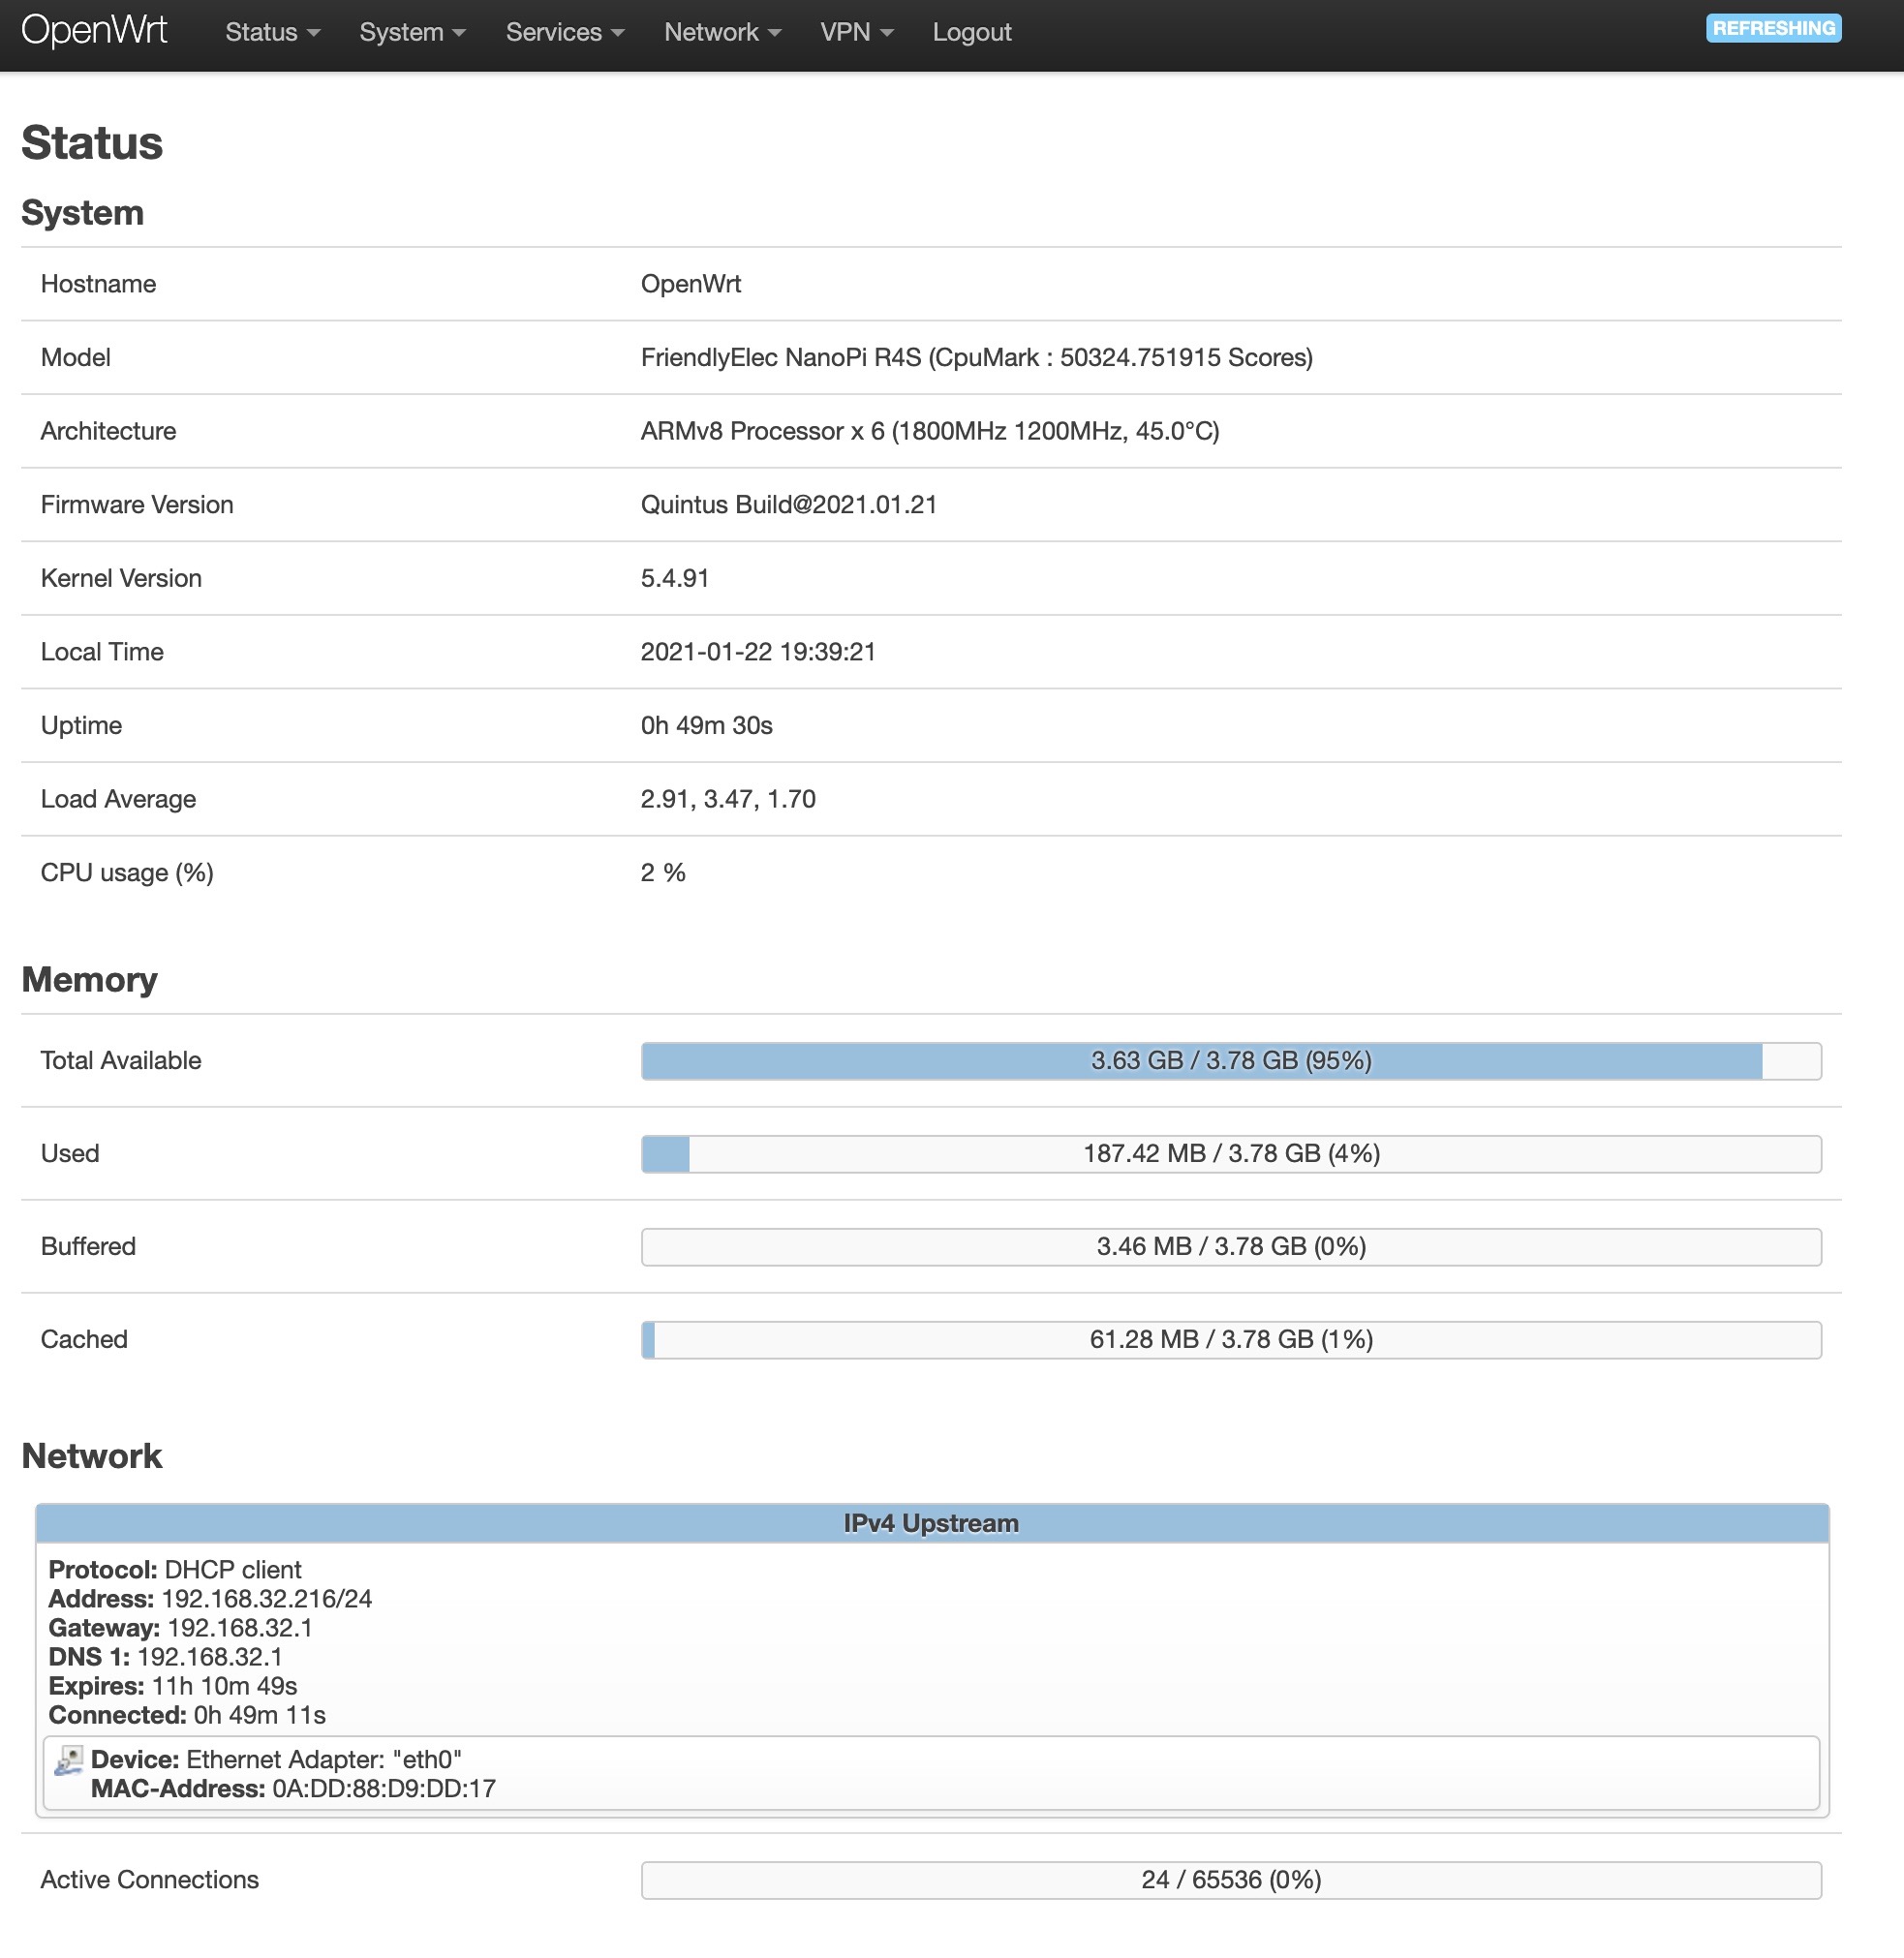 OpenWrt Status System Services Network VPN Logout REFRESHING
Status
System
Hostname OpenWrt
Model FriendlyElec NanoPi R4S (CpuMark : 50324.751915 Scores)
Architecture ARMv8 Processor x 6 (1800MHz 1200MHz, 45.0°C)
Firmware Version Quintus Build@2021.01.21
Kernel Version 5.4.91
Local Time 2021-01-22 19:39:21
Uptime 0h 49m 30s
Load Average 2.91, 3.47, 1.70
CPU usage (%) 2 %
Memory
Total Available 3.63 GB / 3.78 GB (95%)
Used 187.42 MB / 3.78 GB (4%)
Buffered 3.46 MB / 3.78 GB (0%)
Cached 61.28 MB / 3.78 GB (1%)
Network
IPv4 Upstream
Protocol: DHCP client
Address: 192.168.32.216/24
Gateway: 192.168.32.1
DNS 1: 192.168.32.1
Expires: 11h 10m 49s
Connected: 0h 49m 11s
Device: Ethernet Adapter: "eth0"
MAC-Address: 0A:DD:88:D9:DD:17
Active Connections 24 / 65536 (0%)